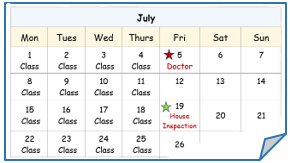 July
Mon Tues Wed Thurs Fri Sat Sun
1 2 3 4 5 6 7
Class Class Class Class Doctor
8 9 10 11 12 13 14
Class Class Class Class
15 16 17 18 19 20 21
Class Class Class Class House
Inspection
22 23 24 25 26
Class Class Class Class